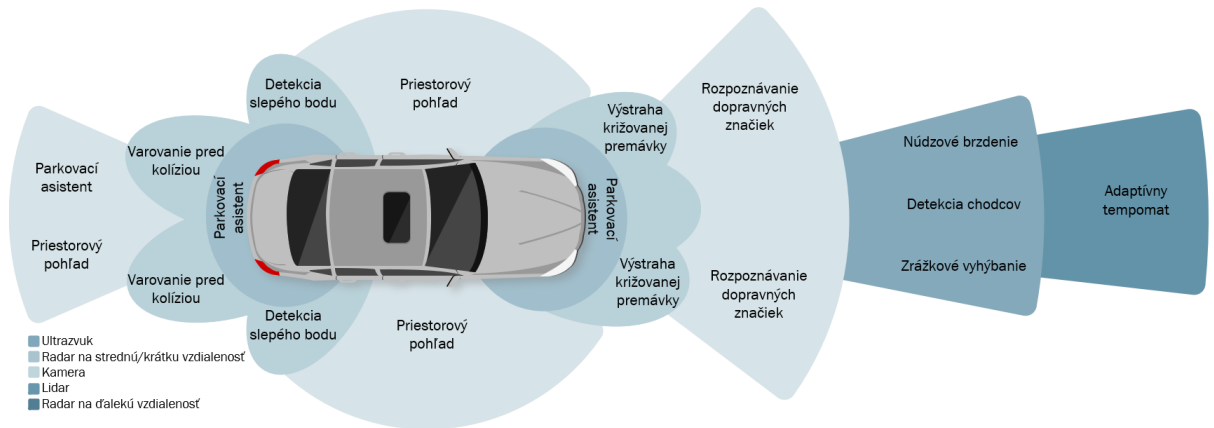 Detekcia
slepého bodu
Priestorový
pohľad
Rozpoznávanie
dopravných
značiek
Výstraha
križovanej
premávky
Núdzové brzdenie
Varovanie pred
kolíziou
Parkovací
asistent
Parkovací
asistent
Parkovací
asistent
Adaptívny
tempomat
Detekcia chodcov
Priestorový
pohľad
Varovanie pred
kolíziou
Výstraha
križovanej
premávky
Zrážkové vyhýbanie
Rozpoznávanie
dopravných
značiek
Detekcia
slepého bodu
Priestorový
pohľad
Ultrazvuk
Radar na strednú/krátku vzdialenosť
Kamera
Lidar
Radar na ďalekú vzdialenosť